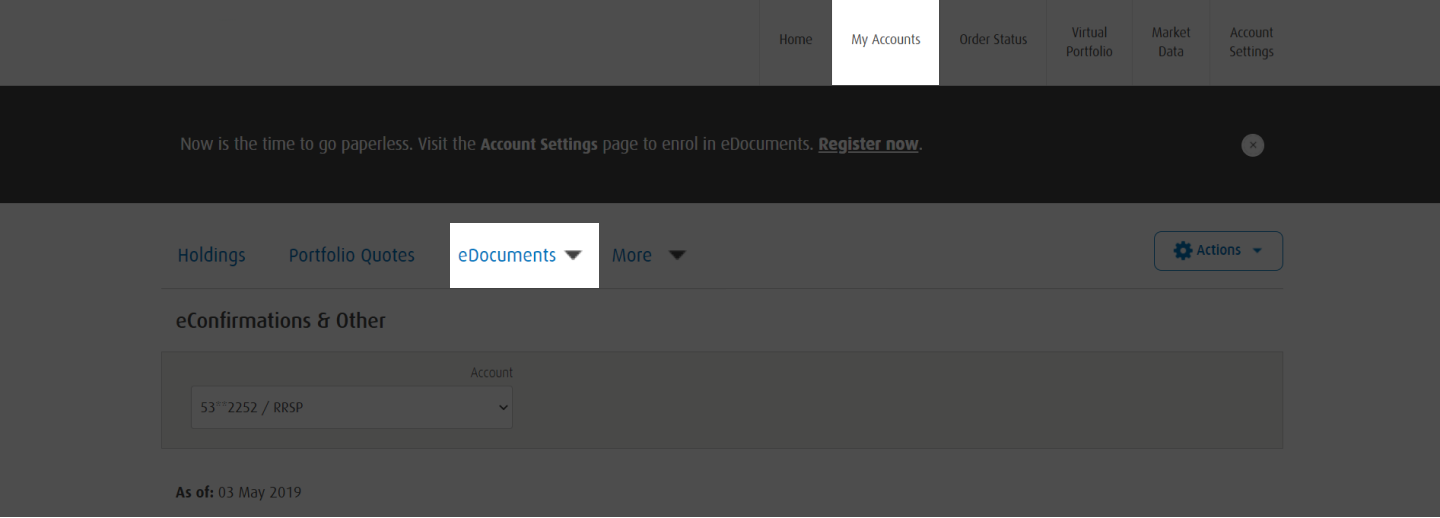 Home
My Accounts
Order Status
Virtual
Portfolio
Market
Data
Account
Settings
Now is the time to go paperless. Visit the Account Settings page to enrol in eDocuments. Register now.
Holdings
Portfolio Quotes
eDocuments
More
Actions
eConfirmations & Other
Account
53**2252 / RRSP
As of: 03 May 2019